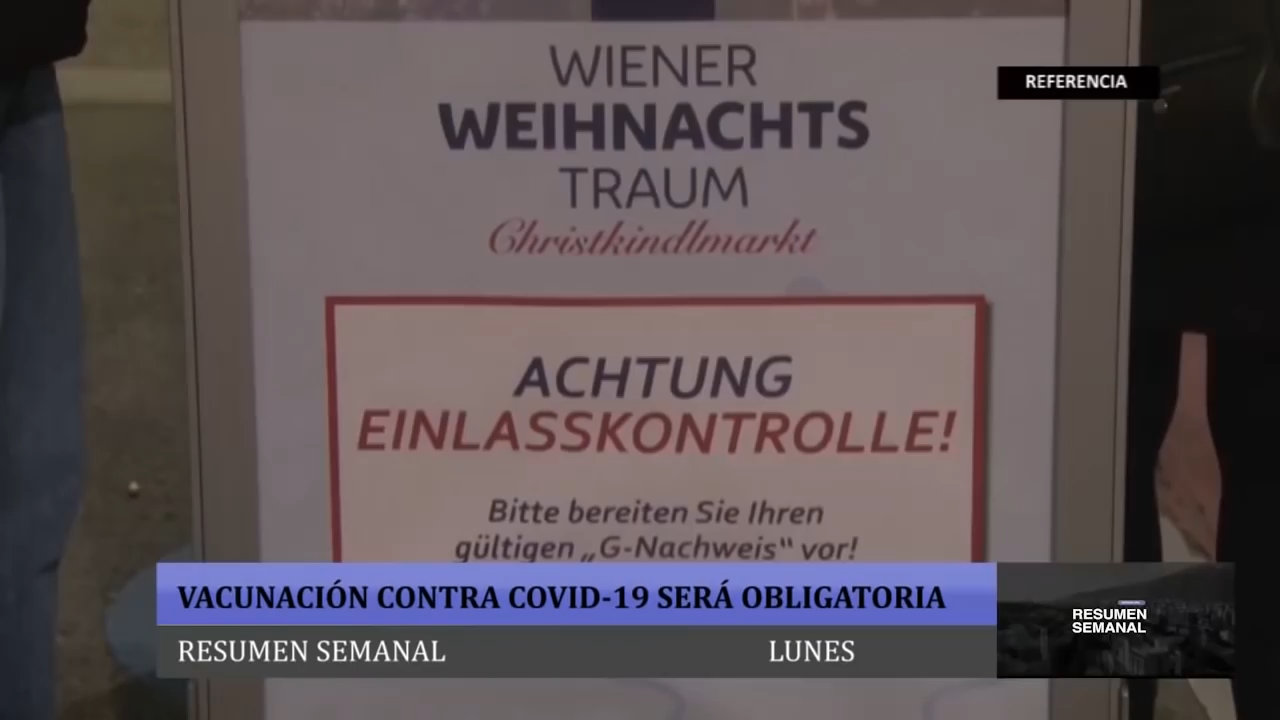 WIENER
WEIHNACHTS
TRAUM
Christkindlmarkt
REFERENCIA
ACHTUNG
EINLASSKONTROLLE!
Bitte bereiten Sie Ihren
gültigen „G-Nachweis“ vor!
VACUNACIÓN CONTRA COVID-19 SERÁ OBLIGATORIA
RESUMEN SEMANAL LUNES
RESUMEN
SEMANAL